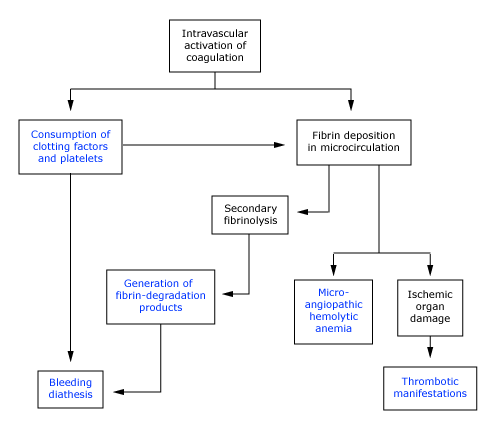 Intravascular
activation of
coagulation
Consumption of
clotting factors
and platelets
Fibrin deposition
in microcirculation
Secondary
fibrinolysis
Generation of
fibrin-degradation
products
Micro-
angiopathic
hemolytic
anemia
Ischemic
organ
damage
Bleeding
diathesis
Thrombotic
manifestations